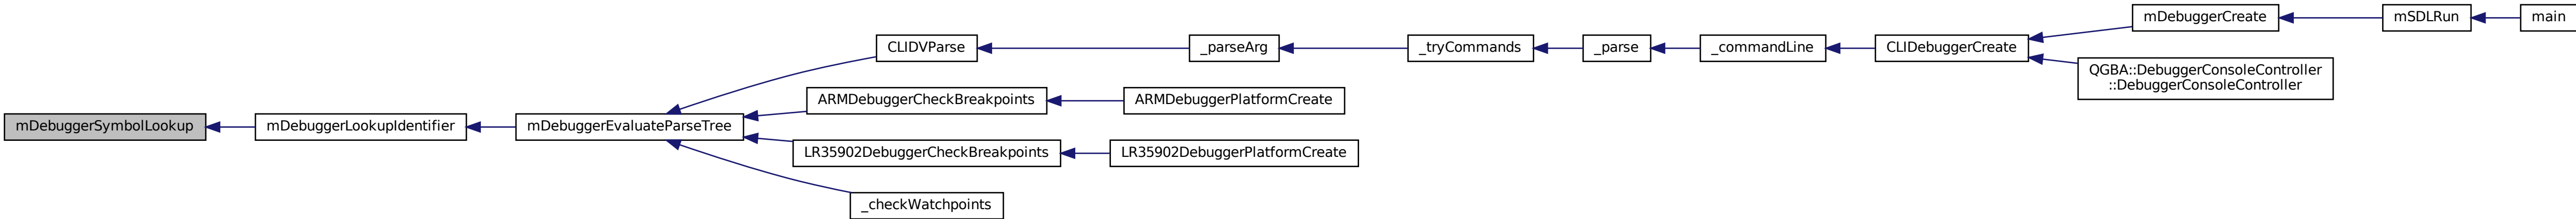 mDebuggerSymbolLookup
mDebuggerLookupIdentifier
mDebuggerEvaluateParseTree
CLIDVParse
_parseArg
_tryCommands
_parse
_commandLine
CLIDebuggerCreate
mDebuggerCreate
mSDLRun
main
QGBA::DebuggerConsoleController
::DebuggerConsoleController
ARMDebuggerCheckBreakpoints
ARMDebuggerPlatformCreate
LR35902DebuggerCheckBreakpoints
LR35902DebuggerPlatformCreate
_checkWatchpoints